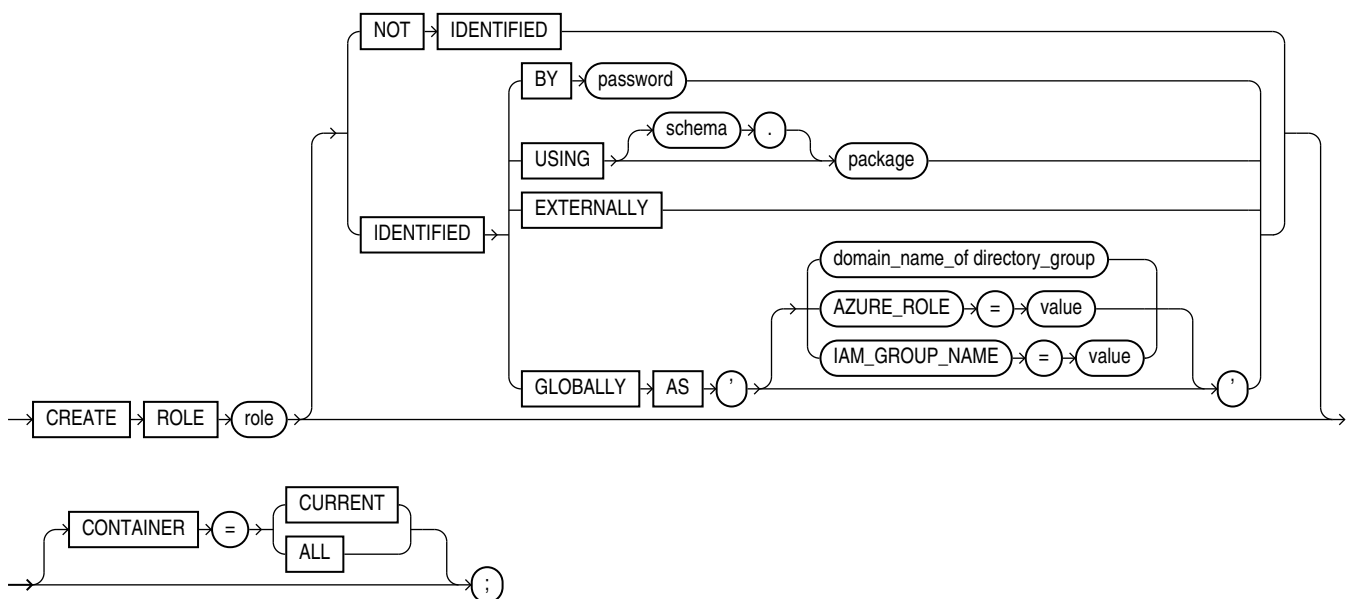 NOT IDENTIFIED
BY password
schema .
USING package
EXTERNALLY
IDENTIFIED
domain_name_of directory_group
AZURE_ROLE = value
IAM_GROUP_NAME = value
GLOBALLY AS ' '
CREATE ROLE role
CURRENT
CONTAINER =
ALL
;